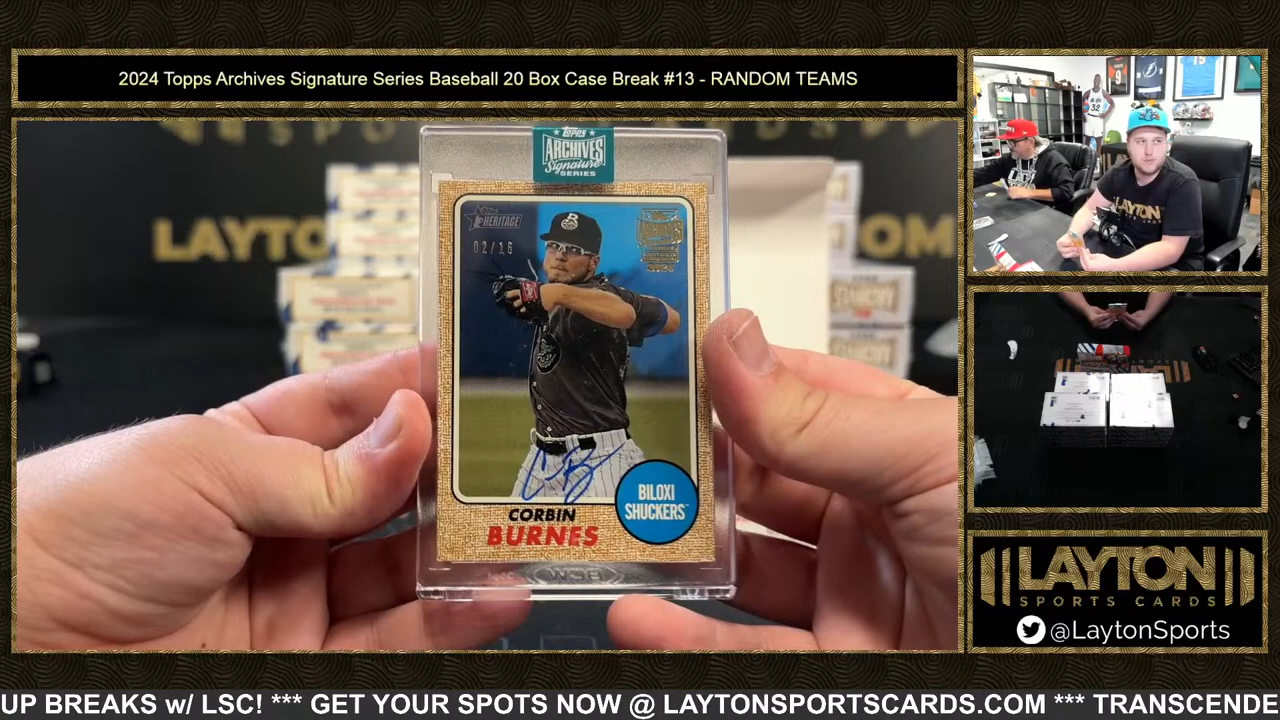 2024 Topps Archives Signature Series Baseball 20 Box Case Break #13 - RANDOM TEAMS
Topps
ARCHIVES
Signature
SERIES
Topps
HERITAGE
02/16
ARCHIVES
BILOXI
SHUCKERS
CORBIN
BURNES
LAYTON
LAYTON
SPORTS CARDS
@LaytonSports
UP BREAKS w/ LSC! *** GET YOUR SPOTS NOW @ LAYTONSPORTSCARDS.COM *** TRANSCENDE